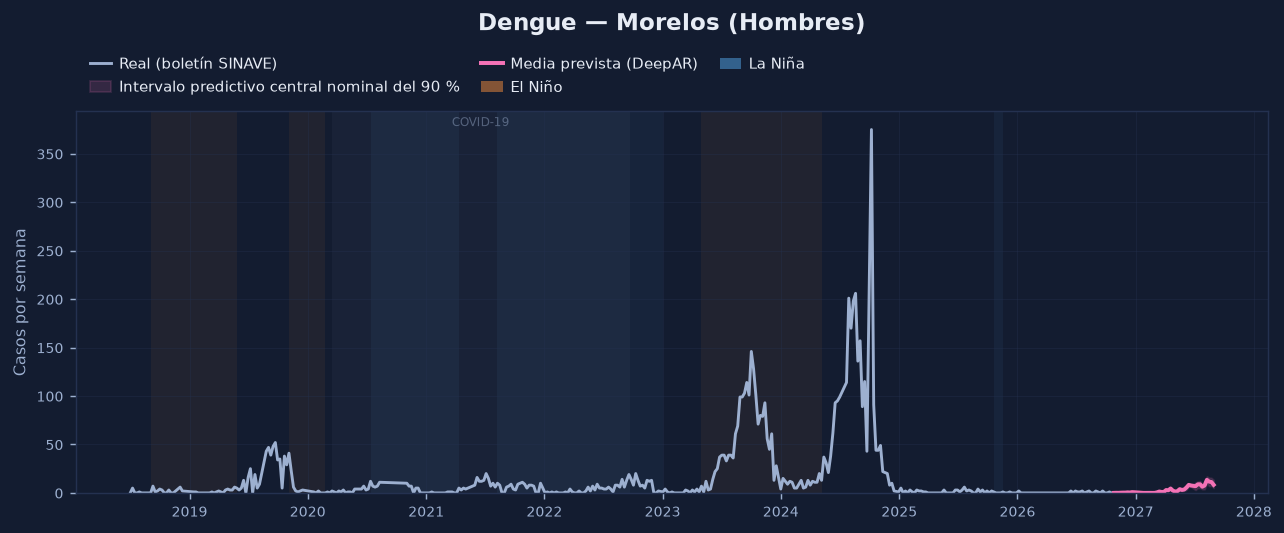 Dengue — Morelos (Hombres)
Real (boletín SINAVE)
Intervalo predictivo central nominal del 90 %
Media prevista (DeepAR)
El Niño
La Niña
COVID-19
Casos por semana
350
300
250
200
150
100
50
0
2019 2020 2021 2022 2023 2024 2025 2026 2027 2028